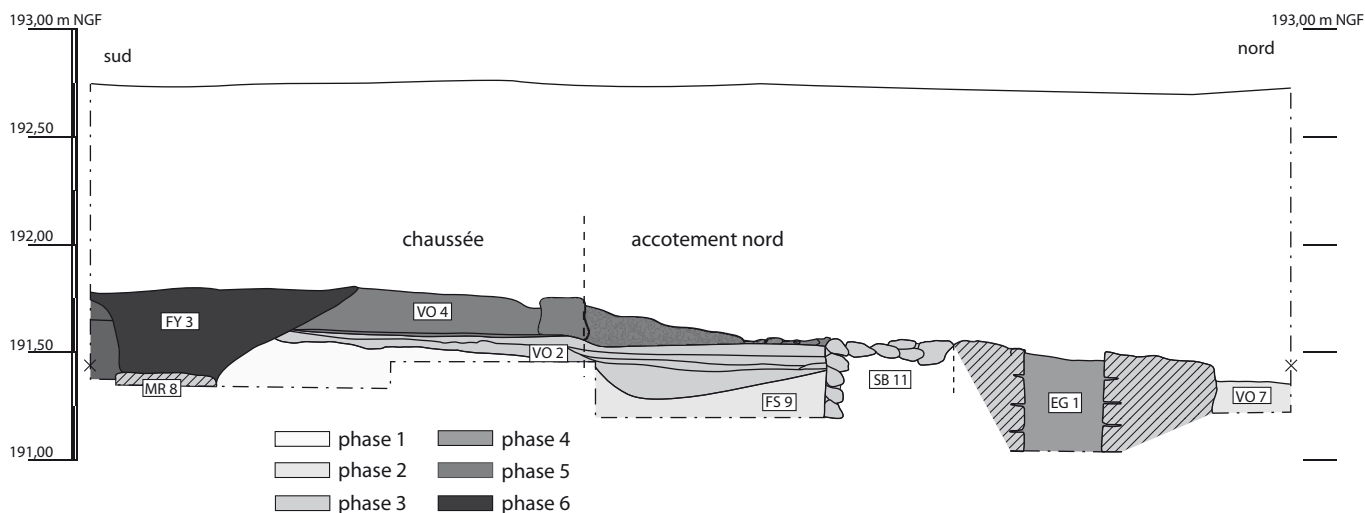 193,00 m NGF
193,00 m NGF
sud
nord
192,50
192,00
chaussée
accotement nord
VO 4
FY 3
191,50
VO 2
MR 8
SB 11
FS 9
EG 1
VO 7
phase 1
phase 4
191,00
phase 2
phase 5
phase 3
phase 6